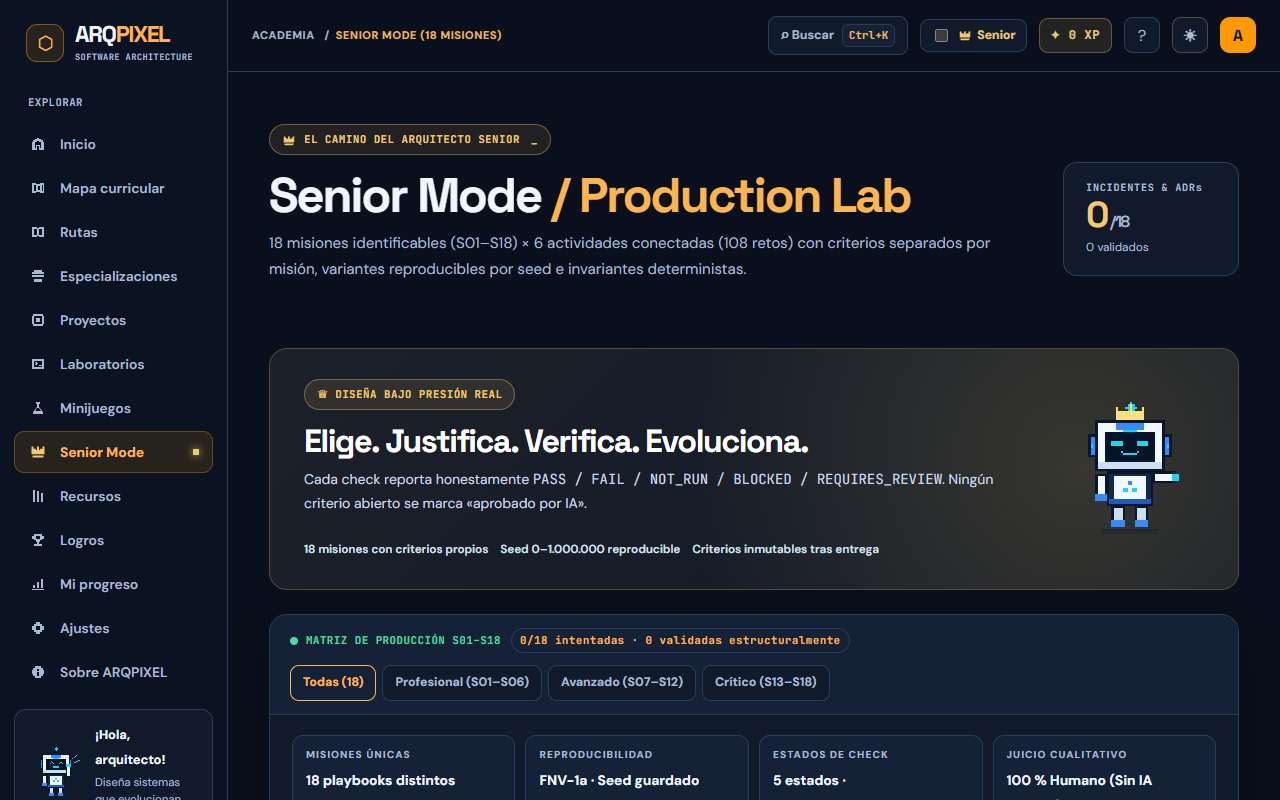 ARQPIXEL
SOFTWARE ARCHITECTURE
EXPLORAR
Inicio
Mapa curricular
Rutas
Especializaciones
Proyectos
Laboratorios
Minijuegos
Senior Mode
Recursos
Logros
Mi progreso
Ajustes
Sobre ARQPIXEL
¡Hola,
arquitecto!
Diseña sistemas
que evolucionan
ACADEMIA / SENIOR MODE (18 MISIONES)
Buscar Ctrl+K
Senior
✦ 0 XP
?
A
EL CAMINO DEL ARQUITECTO SENIOR _
Senior Mode / Production Lab
18 misiones identificables (S01–S18) × 6 actividades conectadas (108 retos) con criterios separados por
misión, variantes reproducibles por seed e invariantes deterministas.
INCIDENTES & ADRs
0/18
0 validados
♛ DISEÑA BAJO PRESIÓN REAL
Elige. Justifica. Verifica. Evoluciona.
Cada check reporta honestamente PASS / FAIL / NOT_RUN / BLOCKED / REQUIRES_REVIEW. Ningún
criterio abierto se marca «aprobado por IA».
18 misiones con criterios propios Seed 0–1.000.000 reproducible Criterios inmutables tras entrega
MATRIZ DE PRODUCCIÓN S01–S18 0/18 intentadas · 0 validadas estructuralmente
Todas (18) Profesional (S01–S06) Avanzado (S07–S12) Crítico (S13–S18)
MISIONES ÚNICAS
18 playbooks distintos
REPRODUCIBILIDAD
FNV-1a · Seed guardado
ESTADOS DE CHECK
5 estados ·
JUICIO CUALITATIVO
100 % Humano (Sin IA